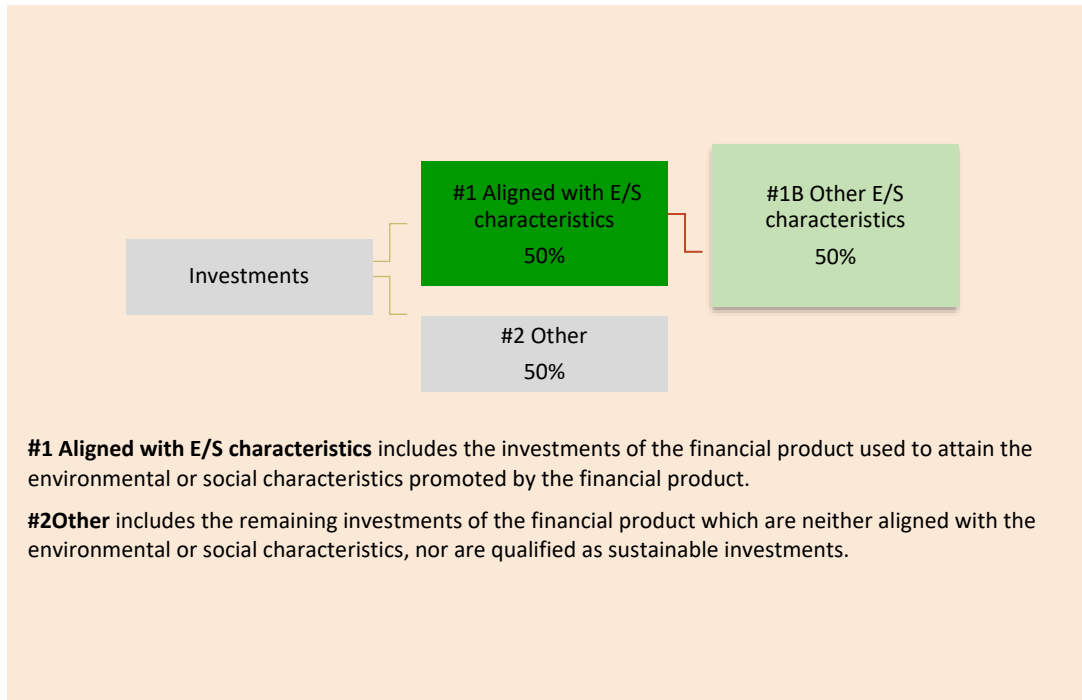 #1 Aligned with E/S
characteristics
50%
#1B Other E/S
characteristics
50%
Investments
#2 Other
50%
#1 Aligned with E/S characteristics includes the investments of the financial product used to attain the
environmental or social characteristics promoted by the financial product.
#2Other includes the remaining investments of the financial product which are neither aligned with the
environmental or social characteristics, nor are qualified as sustainable investments.